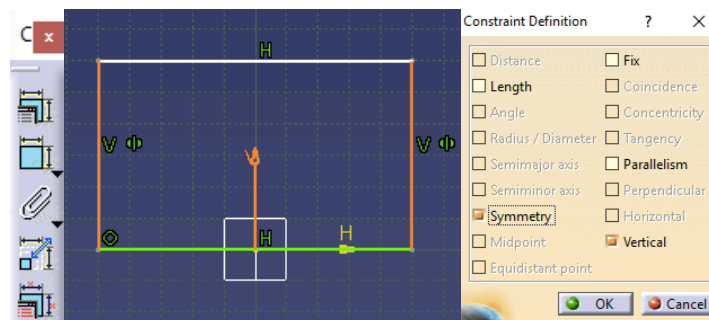 C x
H
V
V
V
H
H
Constraint Definition ? X
Distance
Fix
Length
Coincidence
Angle
Concentricity
Radius / Diameter
Tangency
Semimajor axis
Parallelism
Semiminor axis
Perpendicular
Symmetry
Horizontal
Midpoint
Vertical
Equidistant point
OK
Cancel